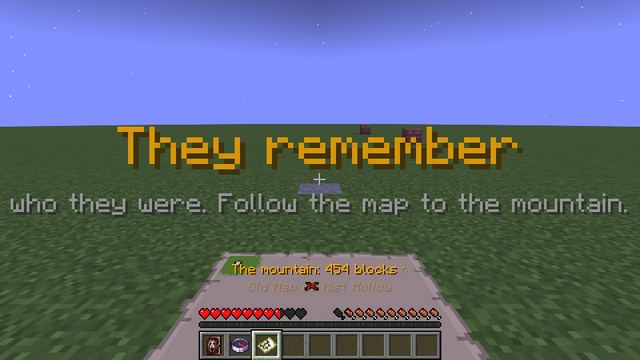 They remember
who they were. Follow the map to the mountain.
The mountain: 454 blocks
Old Map Mist Hollow